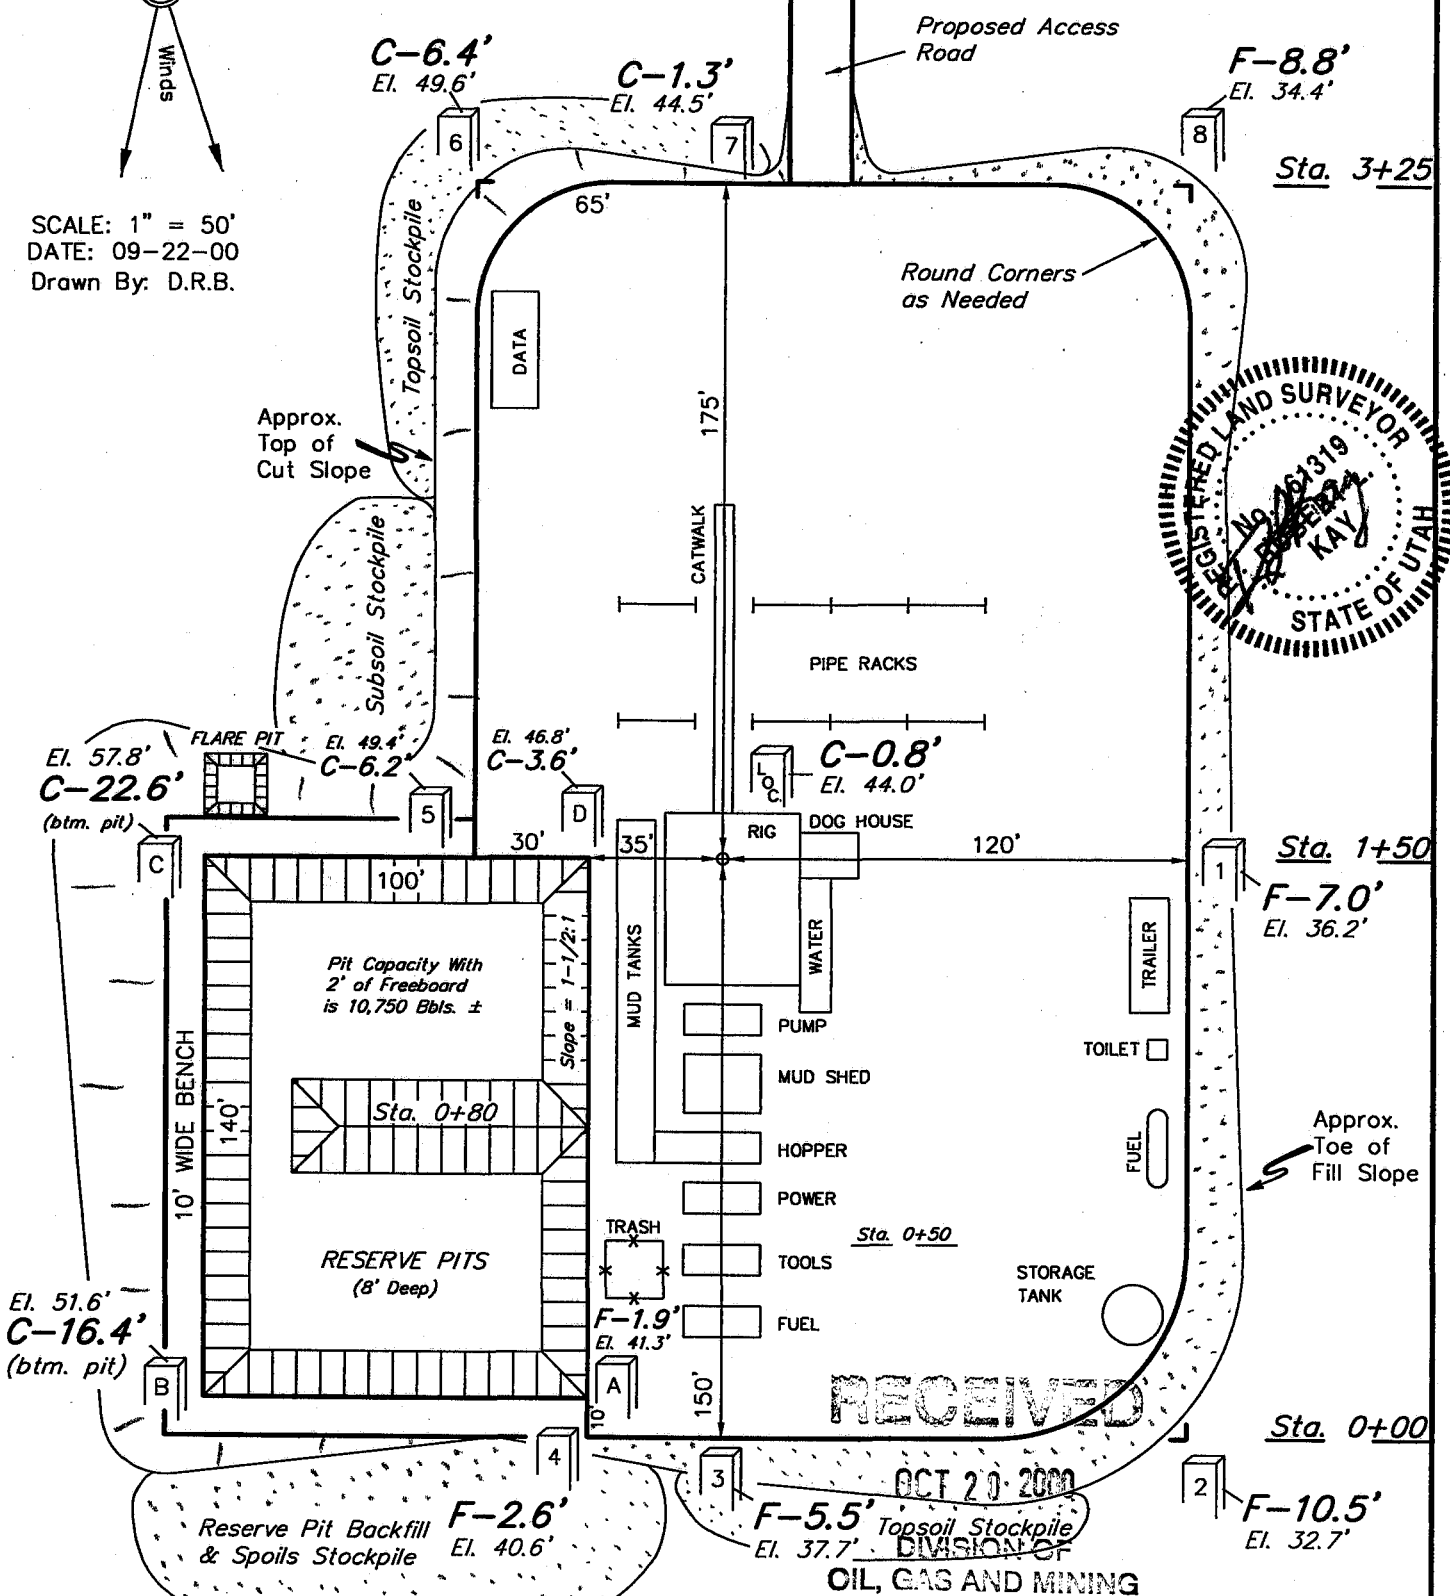 Winds
SCALE: 1" = 50'
DATE: 09-22-00
Drawn By: D.R.B.
C-6.4'
El. 49.6'
6
C-1.3'
El. 44.5'
7
Proposed Access
Road
F-8.8'
El. 34.4'
8
Sta. 3+25
65'
Topsoil Stockpile
Round Corners
as Needed
DATA
175'
Approx.
Top of
Cut Slope
REGISTERED LAND SURVEYOR
No. 161319
KAY
STATE OF UTAH
CATWALK
Subsoil Stockpile
PIPE RACKS
El. 57.8'
C-22.6'
(btm. pit)
C
FLARE PIT
El. 49.4'
C-6.2'
5
El. 46.8'
C-3.6'
D
LOC.
C-0.8'
El. 44.0'
30'
35'
RIG
DOG HOUSE
120'
1
Sta. 1+50
F-7.0'
El. 36.2'
100'
Pit Capacity With
2' of Freeboard
is 10,750 Bbls. ±
Slope = 1-1/2:1
MUD TANKS
WATER
TRAILER
PUMP
TOILET
MUD SHED
10' WIDE BENCH
140'
Sta. 0+80
HOPPER
FUEL
Approx.
Toe of
Fill Slope
POWER
TRASH
Sta. 0+50
RESERVE PITS
(8' Deep)
TOOLS
STORAGE
TANK
El. 51.6'
C-16.4'
(btm. pit)
B
F-1.9'
El. 41.3'
A
FUEL
10'
150'
RECEIVED
Sta. 0+00
4
3
2
OCT 20 2000
F-2.6'
El. 40.6'
Reserve Pit Backfill
& Spoils Stockpile
F-5.5'
El. 37.7'
Topsoil Stockpile
F-10.5'
El. 32.7'
DIVISION OF
OIL, GAS AND MINING